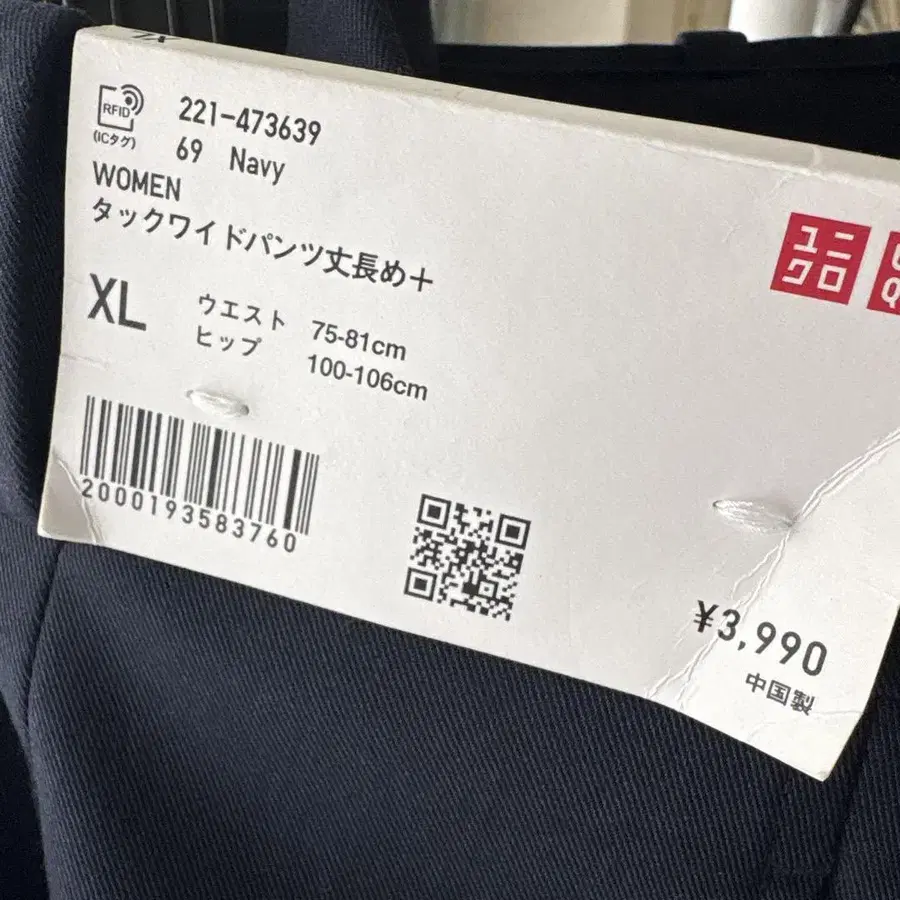 RFID
(ICタグ)
221-473639
69 Navy
WOMEN
タックワイドパンツ丈長め+
XL
ウエスト 75-81cm
ヒップ 100-106cm
2000193583760
ユニ
クロ
¥3,990
中国製